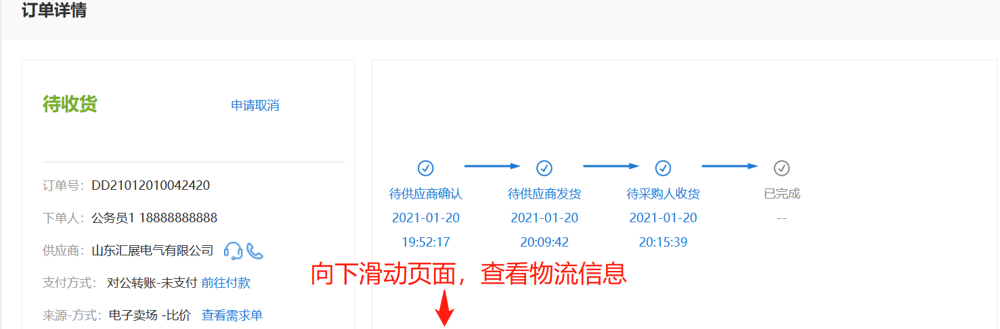 订单详情
待收货
申请取消
订单号：DD21012010042420
下单人：公务员1 18888888888
供应商：山东汇展电气有限公司
支付方式： 对公转账-未支付 前往付款
来源-方式：电子卖场 -比价 查看需求单
待供应商确认
2021-01-20
19:52:17
待供应商发货
2021-01-20
20:09:42
待采购人收货
2021-01-20
20:15:39
已完成
--
向下滑动页面，查看物流信息